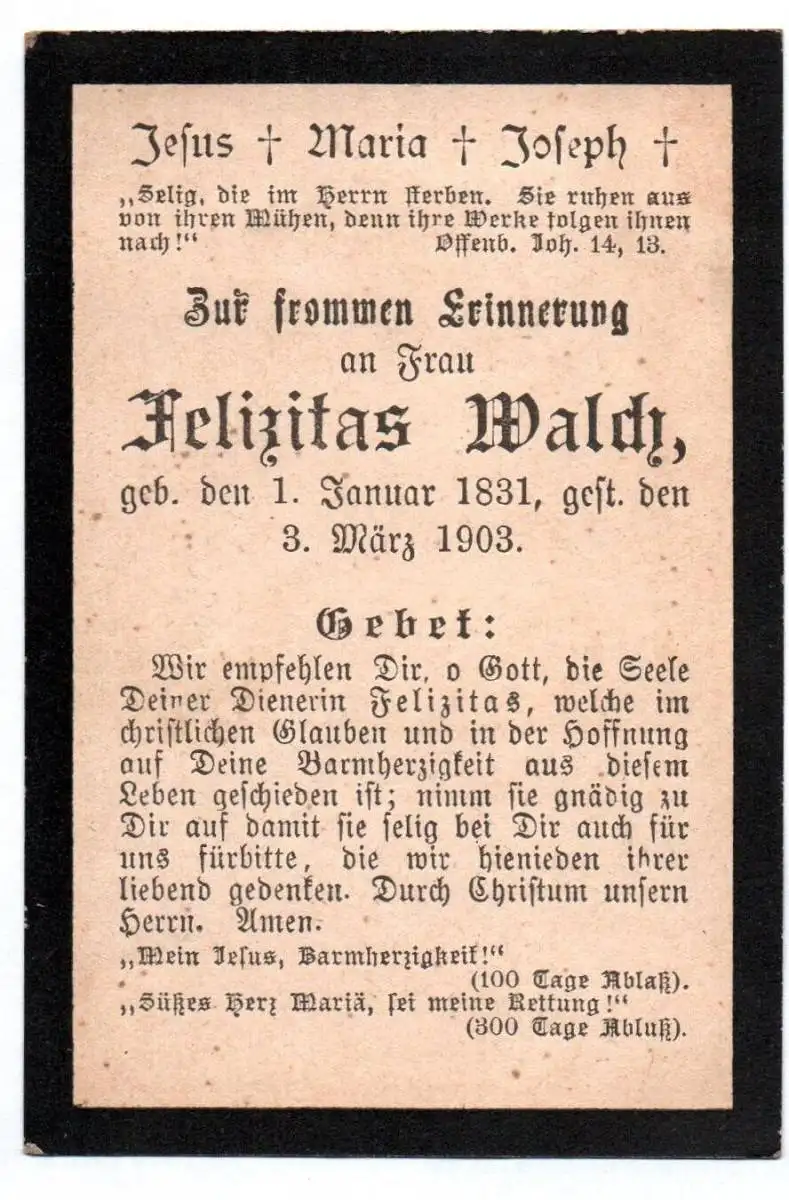 Jesus † Maria † Joseph †
„Selig, die im Herrn sterben. Sie ruhen aus
von ihren Mühen, denn ihre Werke folgen ihnen
nach!“ Offenb. Joh. 14, 13.
Zur frommen Erinnerung
an Frau
Felizitas Walch,
geb. den 1. Januar 1831, gest. den
3. März 1903.
Gebet:
Wir empfehlen Dir, o Gott, die Seele
Deiner Dienerin Felizitas, welche im
christlichen Glauben und in der Hoffnung
auf Deine Barmherzigkeit aus diesem
Leben geschieden ist; nimm sie gnädig zu
Dir auf damit sie selig bei Dir auch für
uns fürbitte, die wir hienieden ihrer
liebend gedenken. Durch Christum unsern
Herrn. Amen.
„Mein Jesus, Barmherzigkeit!“
(100 Tage Ablaß).
„Süßes Herz Mariä, sei meine Rettung!“
(300 Tage Abluß).